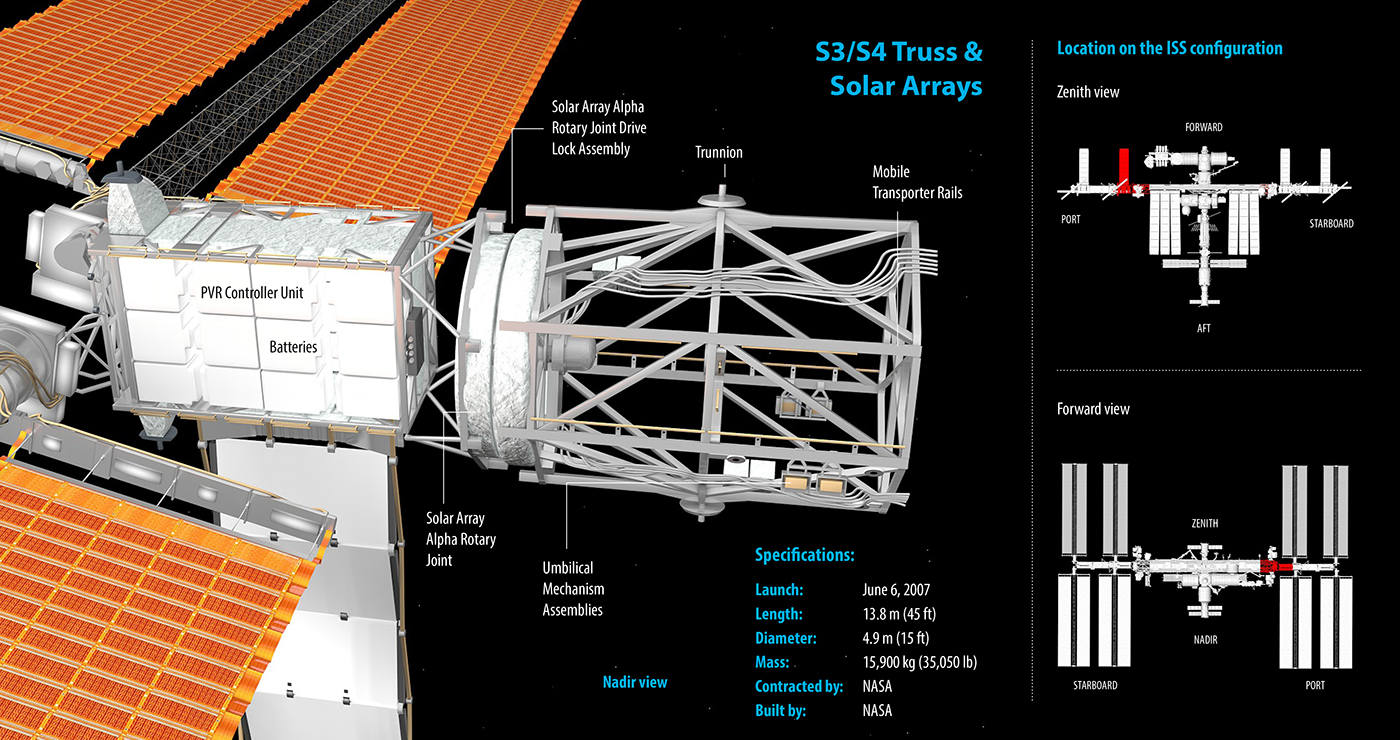 S3/S4 Truss &
Solar Arrays
Solar Array Alpha
Rotary Joint Drive
Lock Assembly
Trunnion
Mobile
Transporter Rails
PVR Controller Unit
Batteries
Solar Array
Alpha Rotary
Joint
Umbilical
Mechanism
Assemblies
Nadir view
Specifications:
Launch: June 6, 2007
Length: 13.8 m (45 ft)
Diameter: 4.9 m (15 ft)
Mass: 15,900 kg (35,050 lb)
Contracted by: NASA
Built by: NASA
Location on the ISS configuration
Zenith view
FORWARD
PORT
STARBOARD
AFT
Forward view
ZENITH
NADIR
STARBOARD
PORT